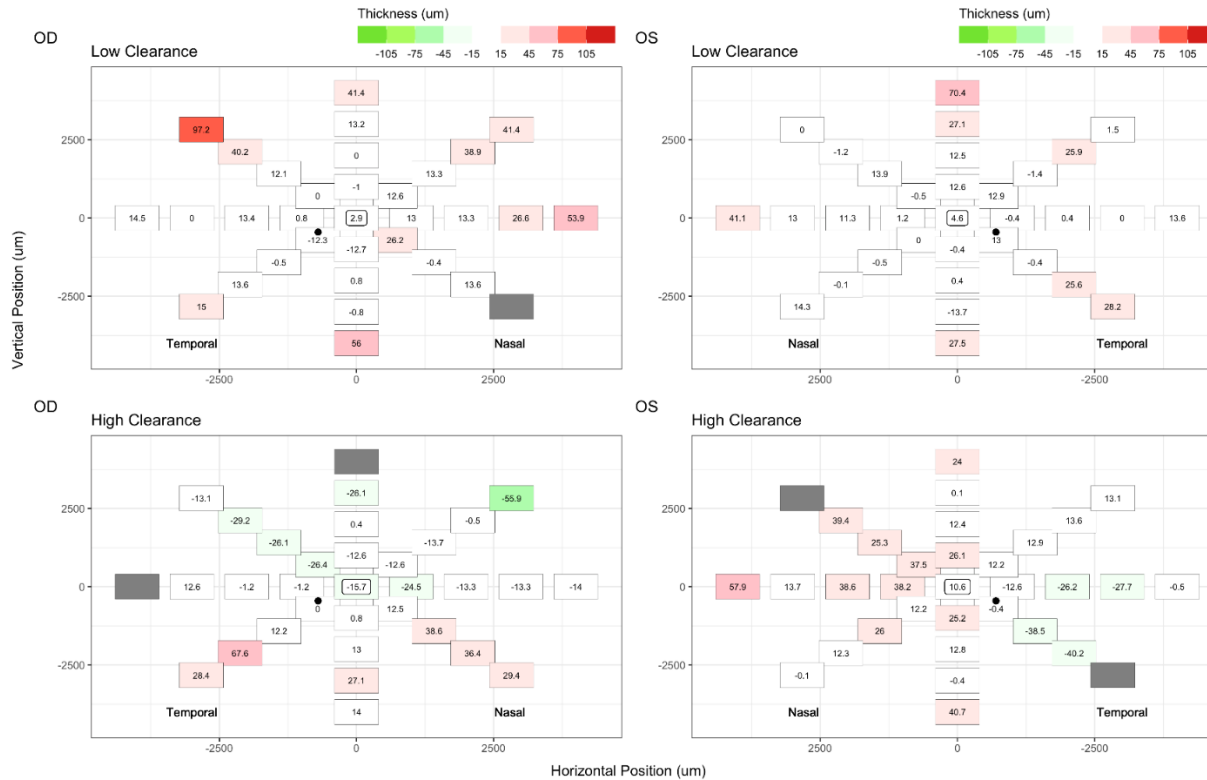 Thickness (um)
-105 -75 -45 -15 15 45 75 105
Thickness (um)
-105 -75 -45 -15 15 45 75 105
OD
Low Clearance
OS
Low Clearance
41.4
97.2 13.2 41.4
40.2 0 38.9
12.1 13.3
0 -1 12.6
14.5 0 13.4 0.8 2.9 13 13.3 26.6 53.9
-12.3 -12.7 26.2
-0.5 -0.4
13.6 0.8 13.6
15 -0.8
56
Temporal Nasal
2500
0
-2500
-2500 0 2500
70.4
0 27.1 1.5
-1.2 12.5 25.9
13.9 -1.4
-0.5 12.6 12.9
41.1 13 11.3 1.2 4.6 -0.4 0.4 0 13.6
0 -0.4 13
-0.5 -0.4
-0.1 0.4 25.6
14.3 -13.7 28.2
27.5
Nasal Temporal
2500
0
-2500
2500 0 -2500
Vertical Position (um)
OD
High Clearance
OS
High Clearance
-13.1 -26.1 -55.9
-29.2 0.4 -0.5
-26.1 -13.7
-26.4 -12.6 -12.6
12.6 -1.2 -1.2 -15.7 -24.5 -13.3 -13.3 -14
0 0.8 12.5
12.2 38.6
67.6 13 36.4
28.4 27.1 29.4
14
Temporal Nasal
2500
0
-2500
-2500 0 2500
24
0.1 13.1
39.4 12.4 13.6
25.3 12.9
37.5 26.1 12.2
57.9 13.7 38.6 38.2 10.6 -12.6 -26.2 -27.7 -0.5
12.2 25.2 -0.4
26 -38.5
12.3 12.8 -40.2
-0.1 -0.4
40.7
Nasal Temporal
2500
0
-2500
2500 0 -2500
Horizontal Position (um)